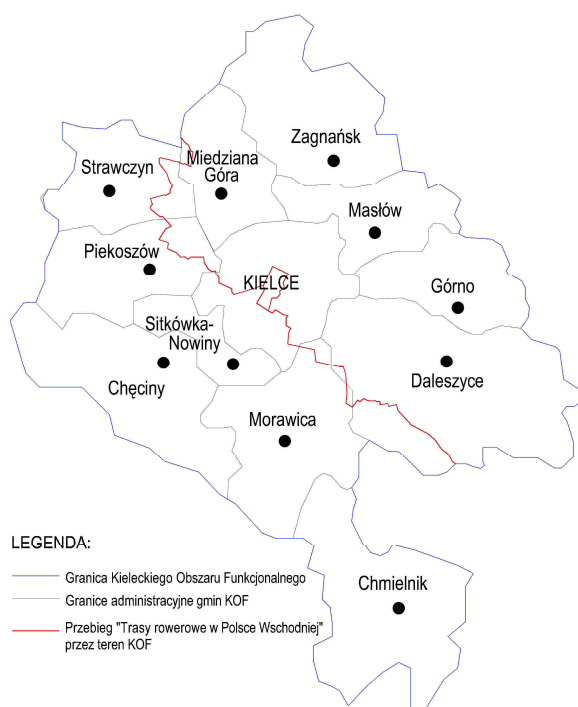 Zagnańsk
Miedziana
Góra
Strawczyn
Masłów
Piekoszów
KIELCE
Górno
Sitkówka-
Nowiny
Chęciny
Daleszyce
Morawica
LEGENDA:
Granica Kieleckiego Obszaru Funkcjonalnego
Granice administracyjne gmin KOF
Przebieg "Trasy rowerowe w Polsce Wschodniej"
przez teren KOF
Chmielnik